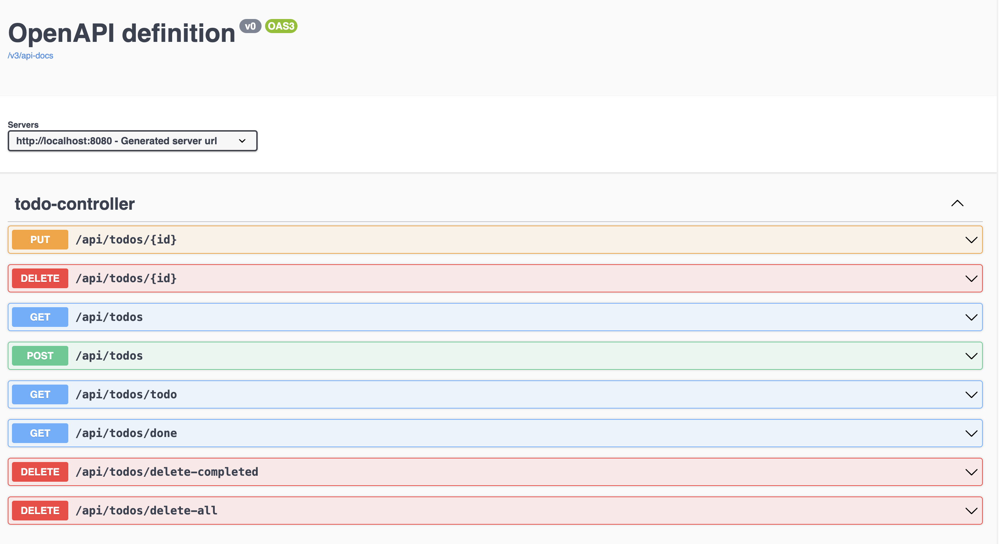 OpenAPI definition v0 OAS3
/v3/api-docs
Servers
http://localhost:8080 - Generated server url
todo-controller
PUT /api/todos/{id}
DELETE /api/todos/{id}
GET /api/todos
POST /api/todos
GET /api/todos/todo
GET /api/todos/done
DELETE /api/todos/delete-completed
DELETE /api/todos/delete-all